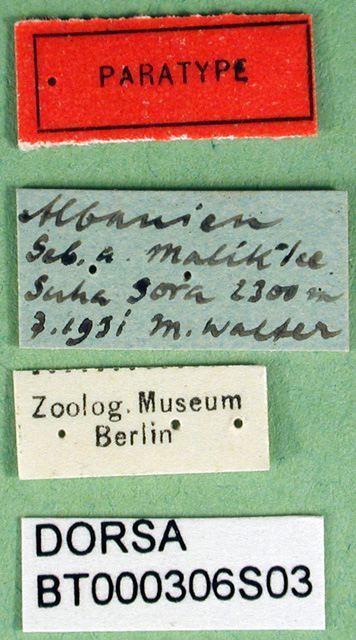 PARATYPE
Albanien
Geb. a. Malik See
Suha Gora 2300 m
7.1931 M. Walter
Zoolog. Museum
Berlin
DORSA
BT000306S03